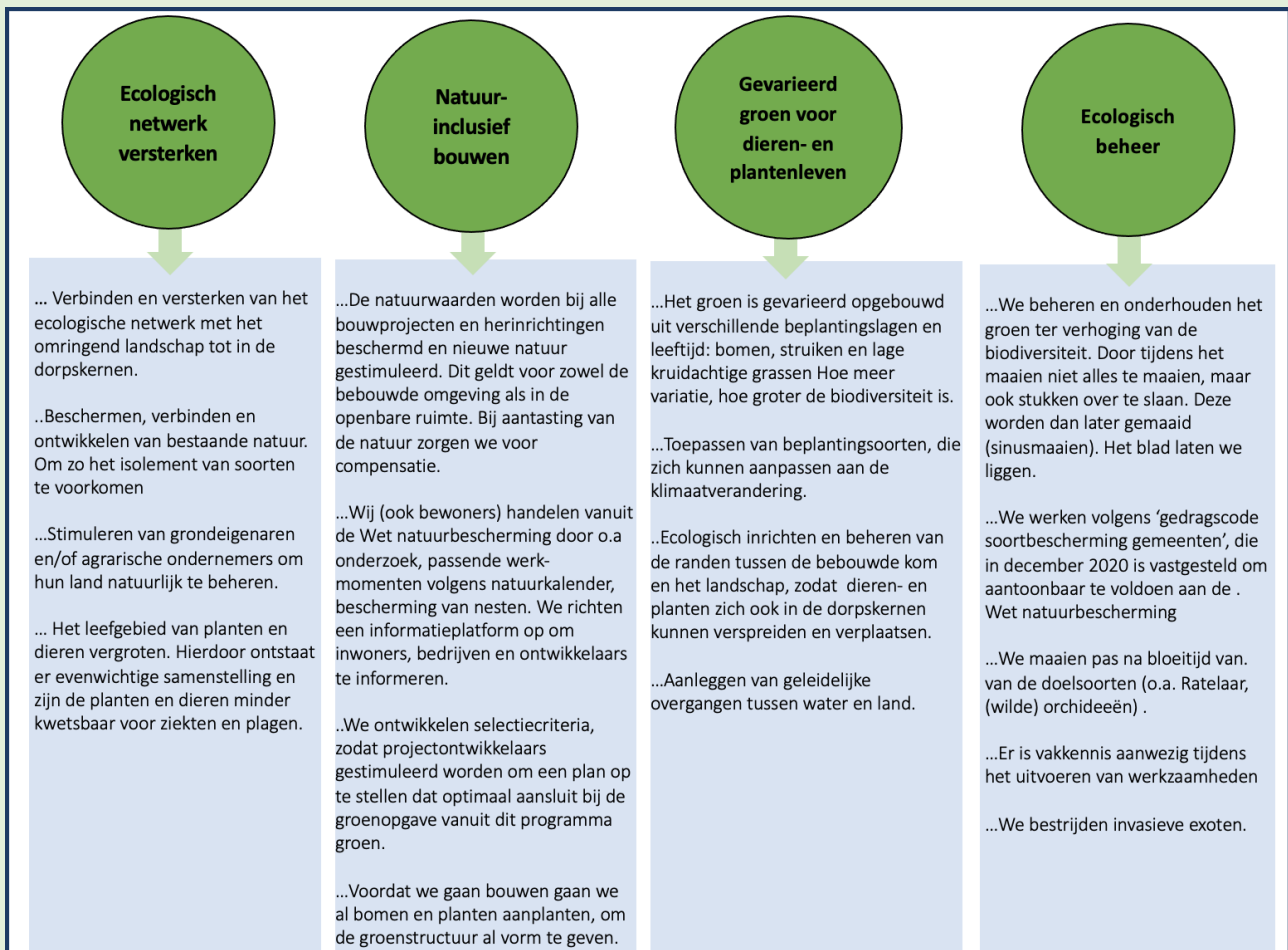 Ecologisch
netwerk
versterken
... Verbinden en versterken van het
ecologische netwerk met het
omringend landschap tot in de
dorpskernen.
..Beschermen, verbinden en
ontwikkelen van bestaande natuur.
Om zo het isolement van soorten
te voorkomen
...Stimuleren van grondeigenaren
en/of agrarische ondernemers om
hun land natuurlijk te beheren.
... Het leefgebied van planten en
dieren vergroten. Hierdoor ontstaat
er evenwichtige samenstelling en
zijn de planten en dieren minder
kwetsbaar voor ziekten en plagen.
Natuur-
inclusief
bouwen
...De natuurwaarden worden bij alle
bouwprojecten en herinrichtingen
beschermd en nieuwe natuur
gestimuleerd. Dit geldt voor zowel de
bebouwde omgeving als in de
openbare ruimte. Bij aantasting van
de natuur zorgen we voor
compensatie.
...Wij (ook bewoners) handelen vanuit
de Wet natuurbescherming door o.a
onderzoek, passende werk-
momenten volgens natuurkalender,
bescherming van nesten. We richten
een informatieplatform op om
inwoners, bedrijven en ontwikkelaars
te informeren.
..We ontwikkelen selectiecriteria,
zodat projectontwikkelaars
gestimuleerd worden om een plan op
te stellen dat optimaal aansluit bij de
groenopgave vanuit dit programma
groen.
...Voordat we gaan bouwen gaan we
al bomen en planten aanplanten, om
de groenstructuur al vorm te geven.
Gevarieerd
groen voor
dieren- en
plantenleven
...Het groen is gevarieerd opgebouwd
uit verschillende beplantingslagen en
leeftijd: bomen, struiken en lage
kruidachtige grassen Hoe meer
variatie, hoe groter de biodiversiteit is.
...Toepassen van beplantingsoorten, die
zich kunnen aanpassen aan de
klimaatverandering.
..Ecologisch inrichten en beheren van
de randen tussen de bebouwde kom
en het landschap, zodat dieren- en
planten zich ook in de dorpskernen
kunnen verspreiden en verplaatsen.
...Aanleggen van geleidelijke
overgangen tussen water en land.
Ecologisch
beheer
...We beheren en onderhouden het
groen ter verhoging van de
biodiversiteit. Door tijdens het
maaien niet alles te maaien, maar
ook stukken over te slaan. Deze
worden dan later gemaaid
(sinusmaaien). Het blad laten we
liggen.
...We werken volgens ‘gedragscode
soortbescherming gemeenten’, die
in december 2020 is vastgesteld om
aantoonbaar te voldoen aan de .
Wet natuurbescherming
...We maaien pas na bloeitijd van.
van de doelsoorten (o.a. Ratelaar,
(wilde) orchideeën) .
...Er is vakkennis aanwezig tijdens
het uitvoeren van werkzaamheden
...We bestrijden invasieve exoten.